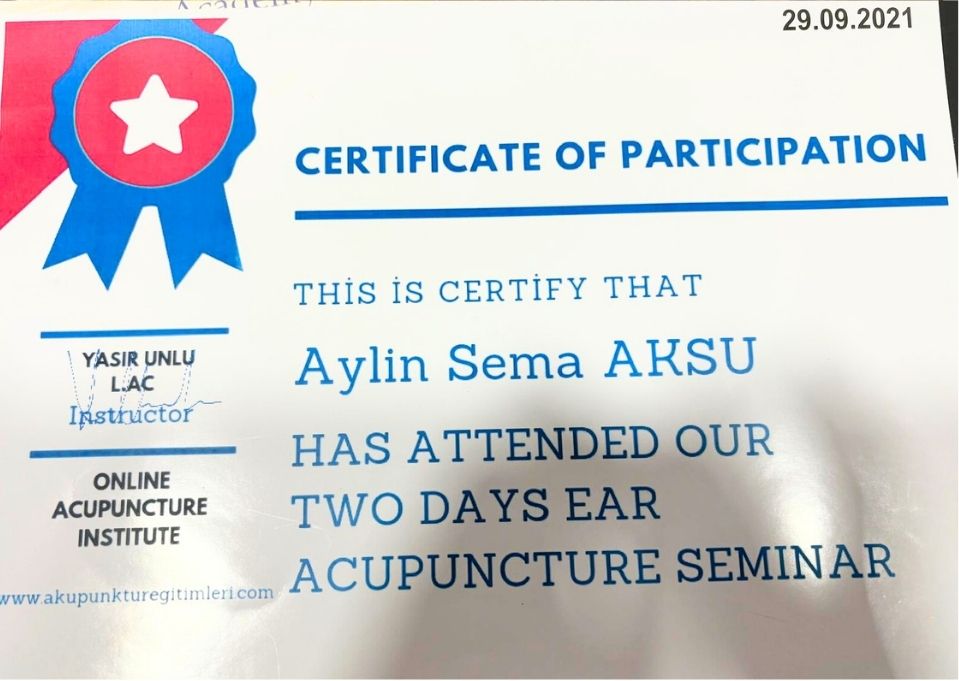 Academy
29.09.2021
CERTIFICATE OF PARTICIPATION
THİS İS CERTİFY THAT
Aylin Sema AKSU
HAS ATTENDED OUR
TWO DAYS EAR
ACUPUNCTURE SEMINAR
YASIR UNLU
L.AC
Instructor
ONLINE
ACUPUNCTURE
INSTITUTE
www.akupunkturegitimleri.com